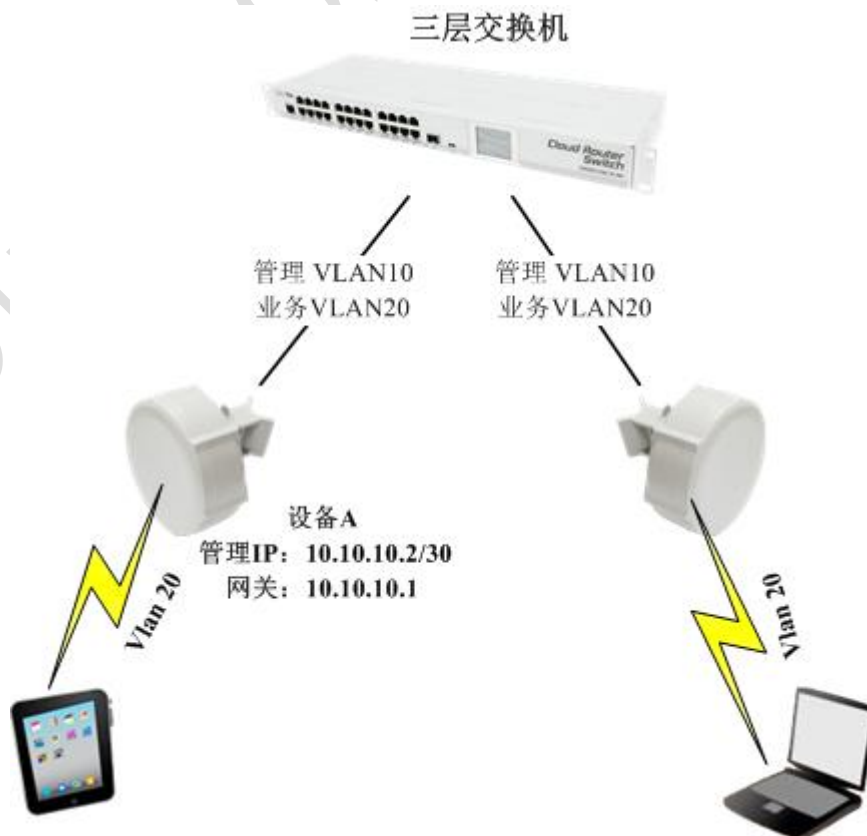 三层交换机
Cloud Router
Switch
管理 VLAN10
业务VLAN20
管理 VLAN10
业务VLAN20
设备A
管理IP：10.10.10.2/30
网关：10.10.10.1
Vlan 20
Vlan 20